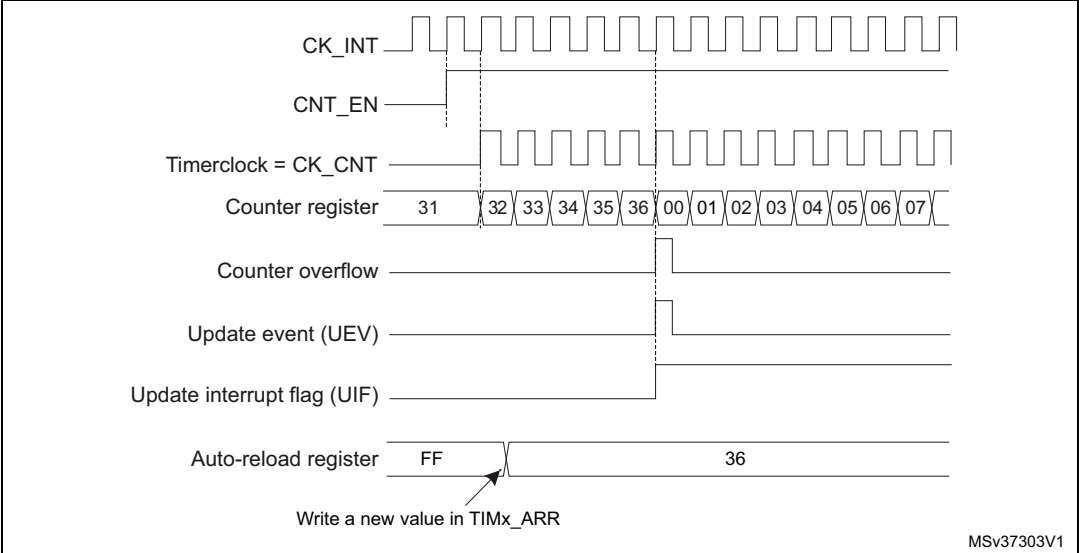 CK_INT
CNT_EN
Timerclock = CK_CNT
Counter register 31 32 33 34 35 36 00 01 02 03 04 05 06 07
Counter overflow
Update event (UEV)
Update interrupt flag (UIF)
Auto-reload register FF 36
Write a new value in TIMx_ARR
MSv37303V1